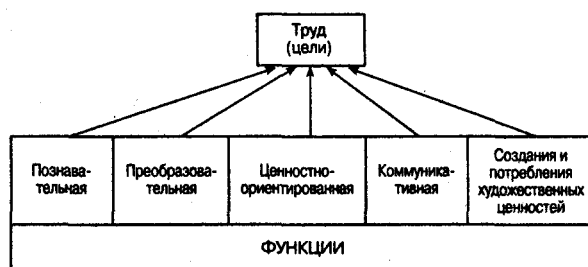 Труд
(цели)
Познава-
тельная
Преобразова-
тельная
Ценностно-
ориентированная
Коммуника-
тивная
Создания и
потребления
художественных
ценностей
ФУНКЦИИ